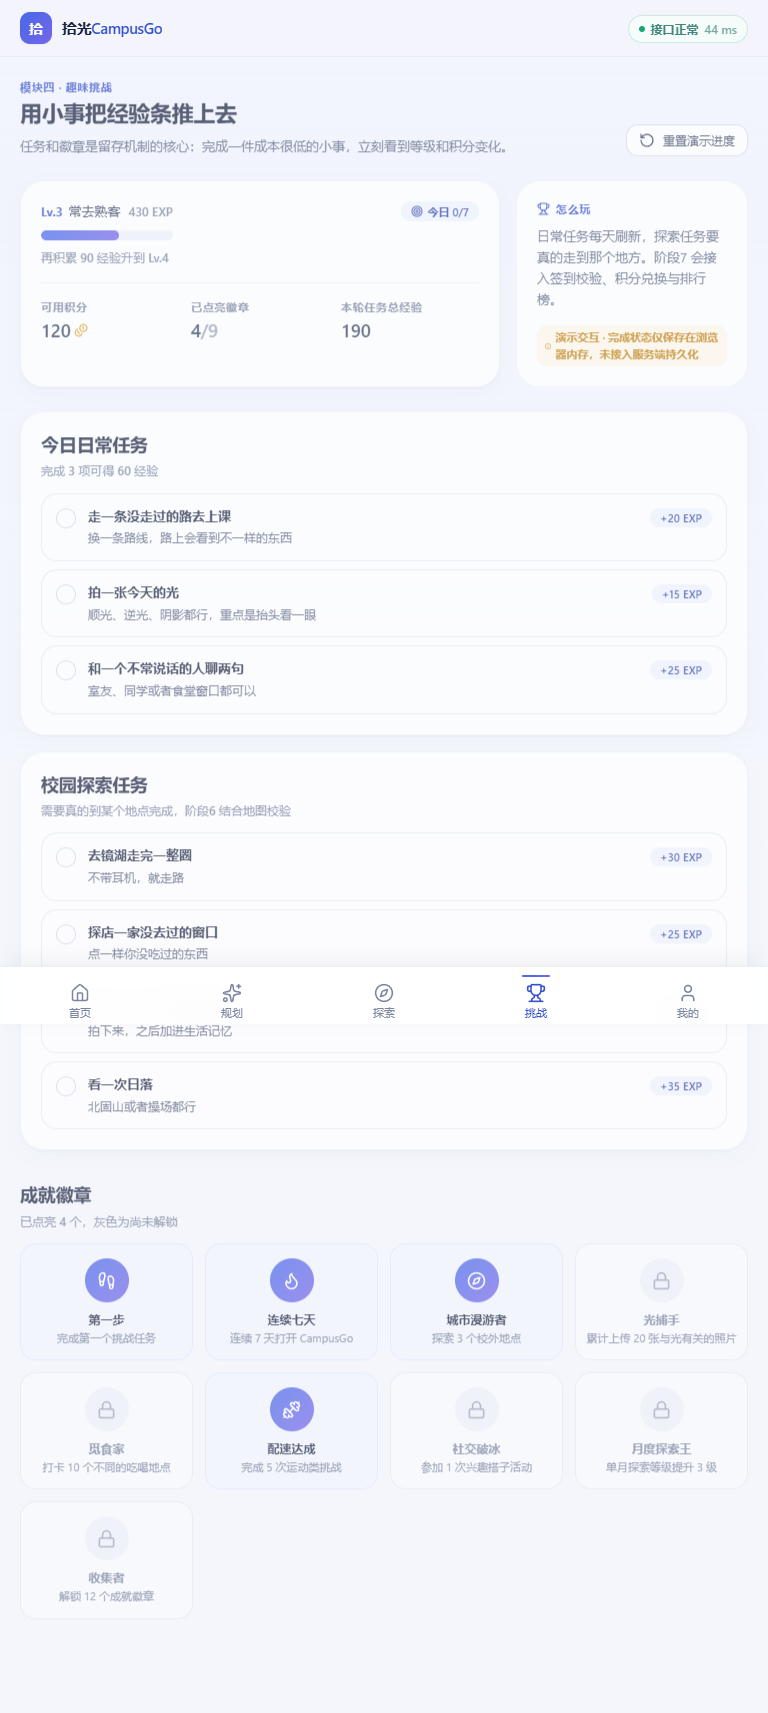 拾 拾光CampusGo
接口正常 44 ms
模块四 · 趣味挑战
用小事把经验条推上去
任务和徽章是留存机制的核心：完成一件成本很低的小事，立刻看到等级和积分变化。
重置演示进度
Lv.3 常去熟客 430 EXP
今日 0/7
再积累 90 经验升到 Lv.4
可用积分
120
已点亮徽章
4/9
本轮任务总经验
190
怎么玩
日常任务每天刷新，探索任务要
真的走到那个地方。阶段7 会接
入签到校验、积分兑换与排行
榜。
演示交互 · 完成状态仅保存在浏览
器内存，未接入服务端持久化
今日日常任务
完成 3 项可得 60 经验
走一条没走过的路去上课
+20 EXP
换一条路线，路上会看到不一样的东西
拍一张今天的光
+15 EXP
顺光、逆光、阴影都行，重点是抬头看一眼
和一个不常说话的人聊两句
+25 EXP
室友、同学或者食堂窗口都可以
校园探索任务
需要真的到某个地点完成，阶段6 结合地图校验
去镜湖走完一整圈
+30 EXP
不带耳机，就走路
探店一家没去过的窗口
+25 EXP
点一样你没吃过的东西
首页
规划
探索
挑战
我的
拍下来，之后加进生活记忆
看一次日落
+35 EXP
北固山或者操场都行
成就徽章
已点亮 4 个，灰色为尚未解锁
第一步
完成第一个挑战任务
连续七天
连续 7 天打开 CampusGo
城市漫游者
探索 3 个校外地点
光捕手
累计上传 20 张与光有关的照片
觅食家
打卡 10 个不同的吃喝地点
配速达成
完成 5 次运动类挑战
社交破冰
参加 1 次兴趣搭子活动
月度探索王
单月探索等级提升 3 级
收集者
解锁 12 个成就徽章